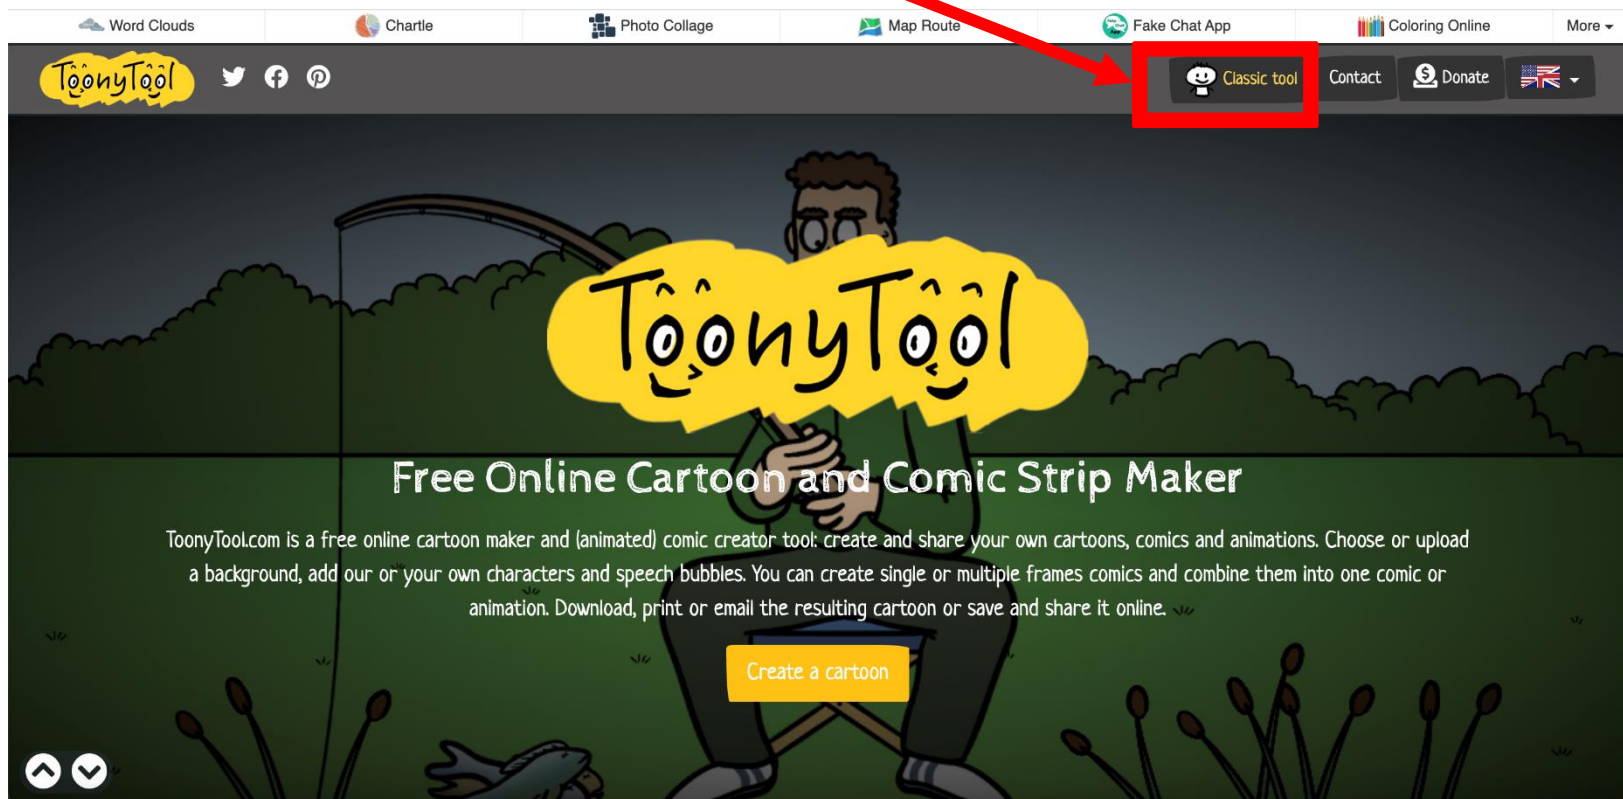 Word Clouds Chartle Photo Collage Map Route Fake Chat App Coloring Online More
ToonyTool Classic tool Contact Donate
ToonyTool
Free Online Cartoon and Comic Strip Maker
ToonyTool.com is a free online cartoon maker and (animated) comic creator tool: create and share your own cartoons, comics and animations. Choose or upload
a background, add our or your own characters and speech bubbles. You can create single or multiple frames comics and combine them into one comic or
animation. Download, print or email the resulting cartoon or save and share it online.
Create a cartoon